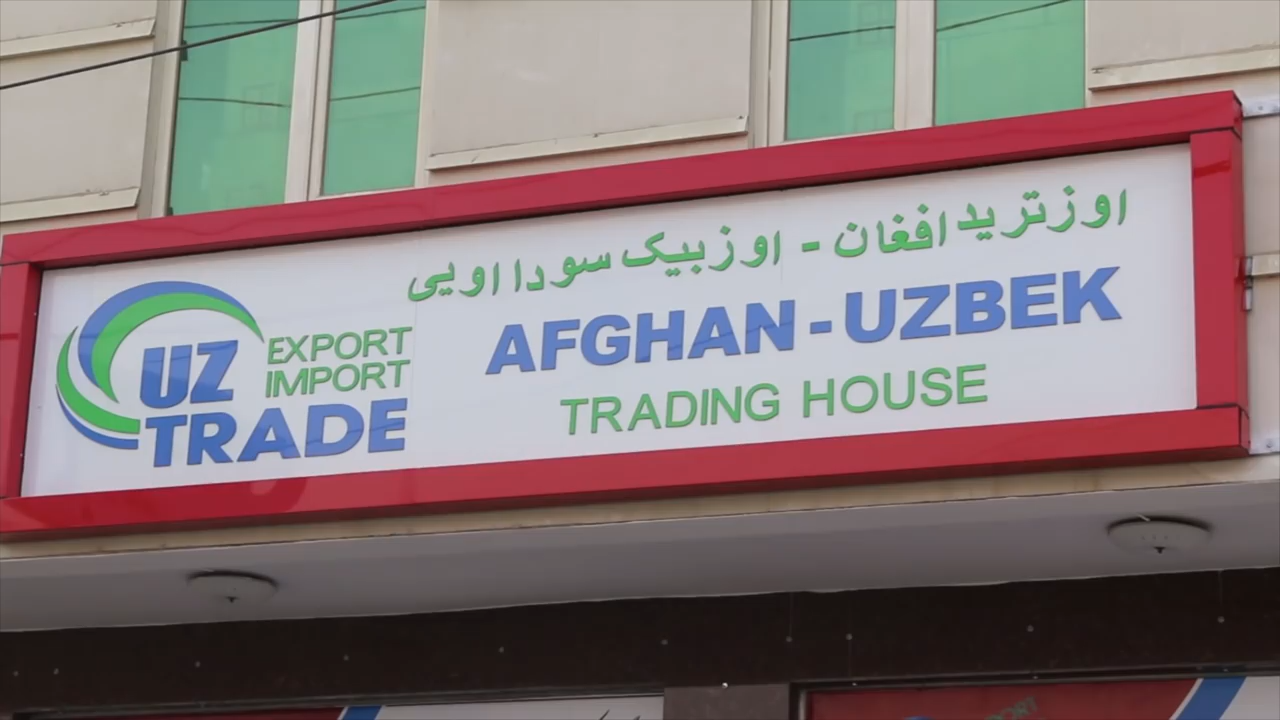 اوزترید افغان - اوزبیک سودا اویی
UZ
EXPORT
IMPORT
TRADE
AFGHAN - UZBEK
TRADING HOUSE